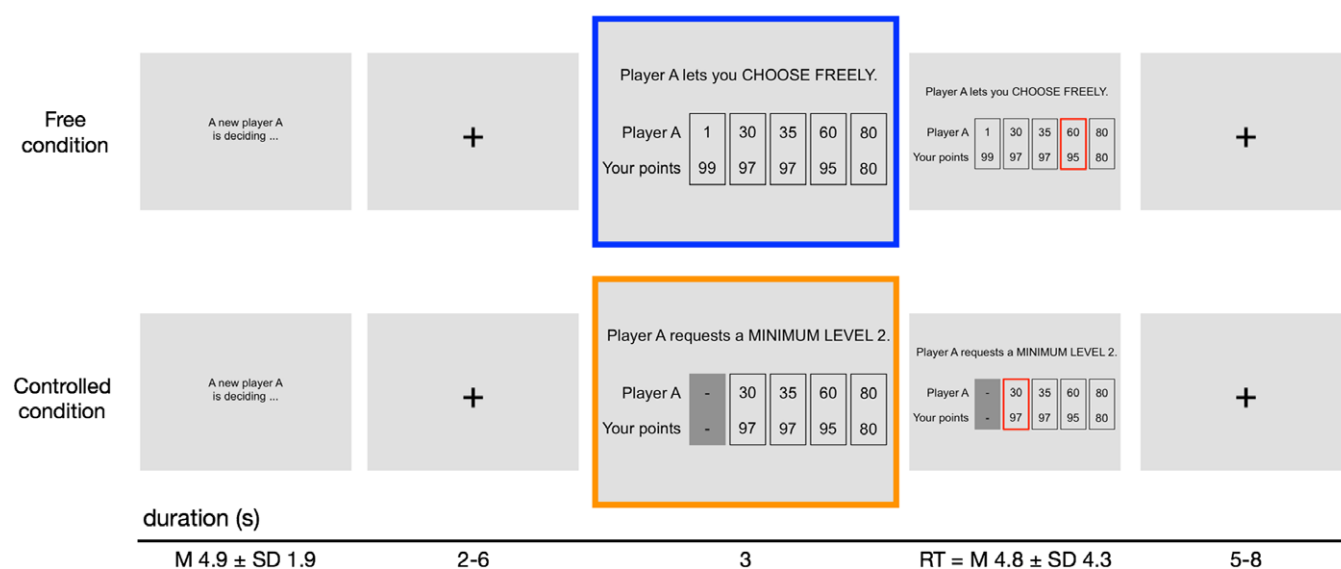 Free
condition
A new player A
is deciding ...
+
Player A lets you CHOOSE FREELY.
Player A 1 30 35 60 80
Your points 99 97 97 95 80
Player A lets you CHOOSE FREELY.
Player A 1 30 35 60 80
Your points 99 97 97 95 80
+
Controlled
condition
A new player A
is deciding ...
+
Player A requests a MINIMUM LEVEL 2.
Player A - 30 35 60 80
Your points - 97 97 95 80
Player A requests a MINIMUM LEVEL 2.
Player A - 30 35 60 80
Your points - 97 97 95 80
+
duration (s)
M 4.9 ± SD 1.9 2-6 3 RT = M 4.8 ± SD 4.3 5-8